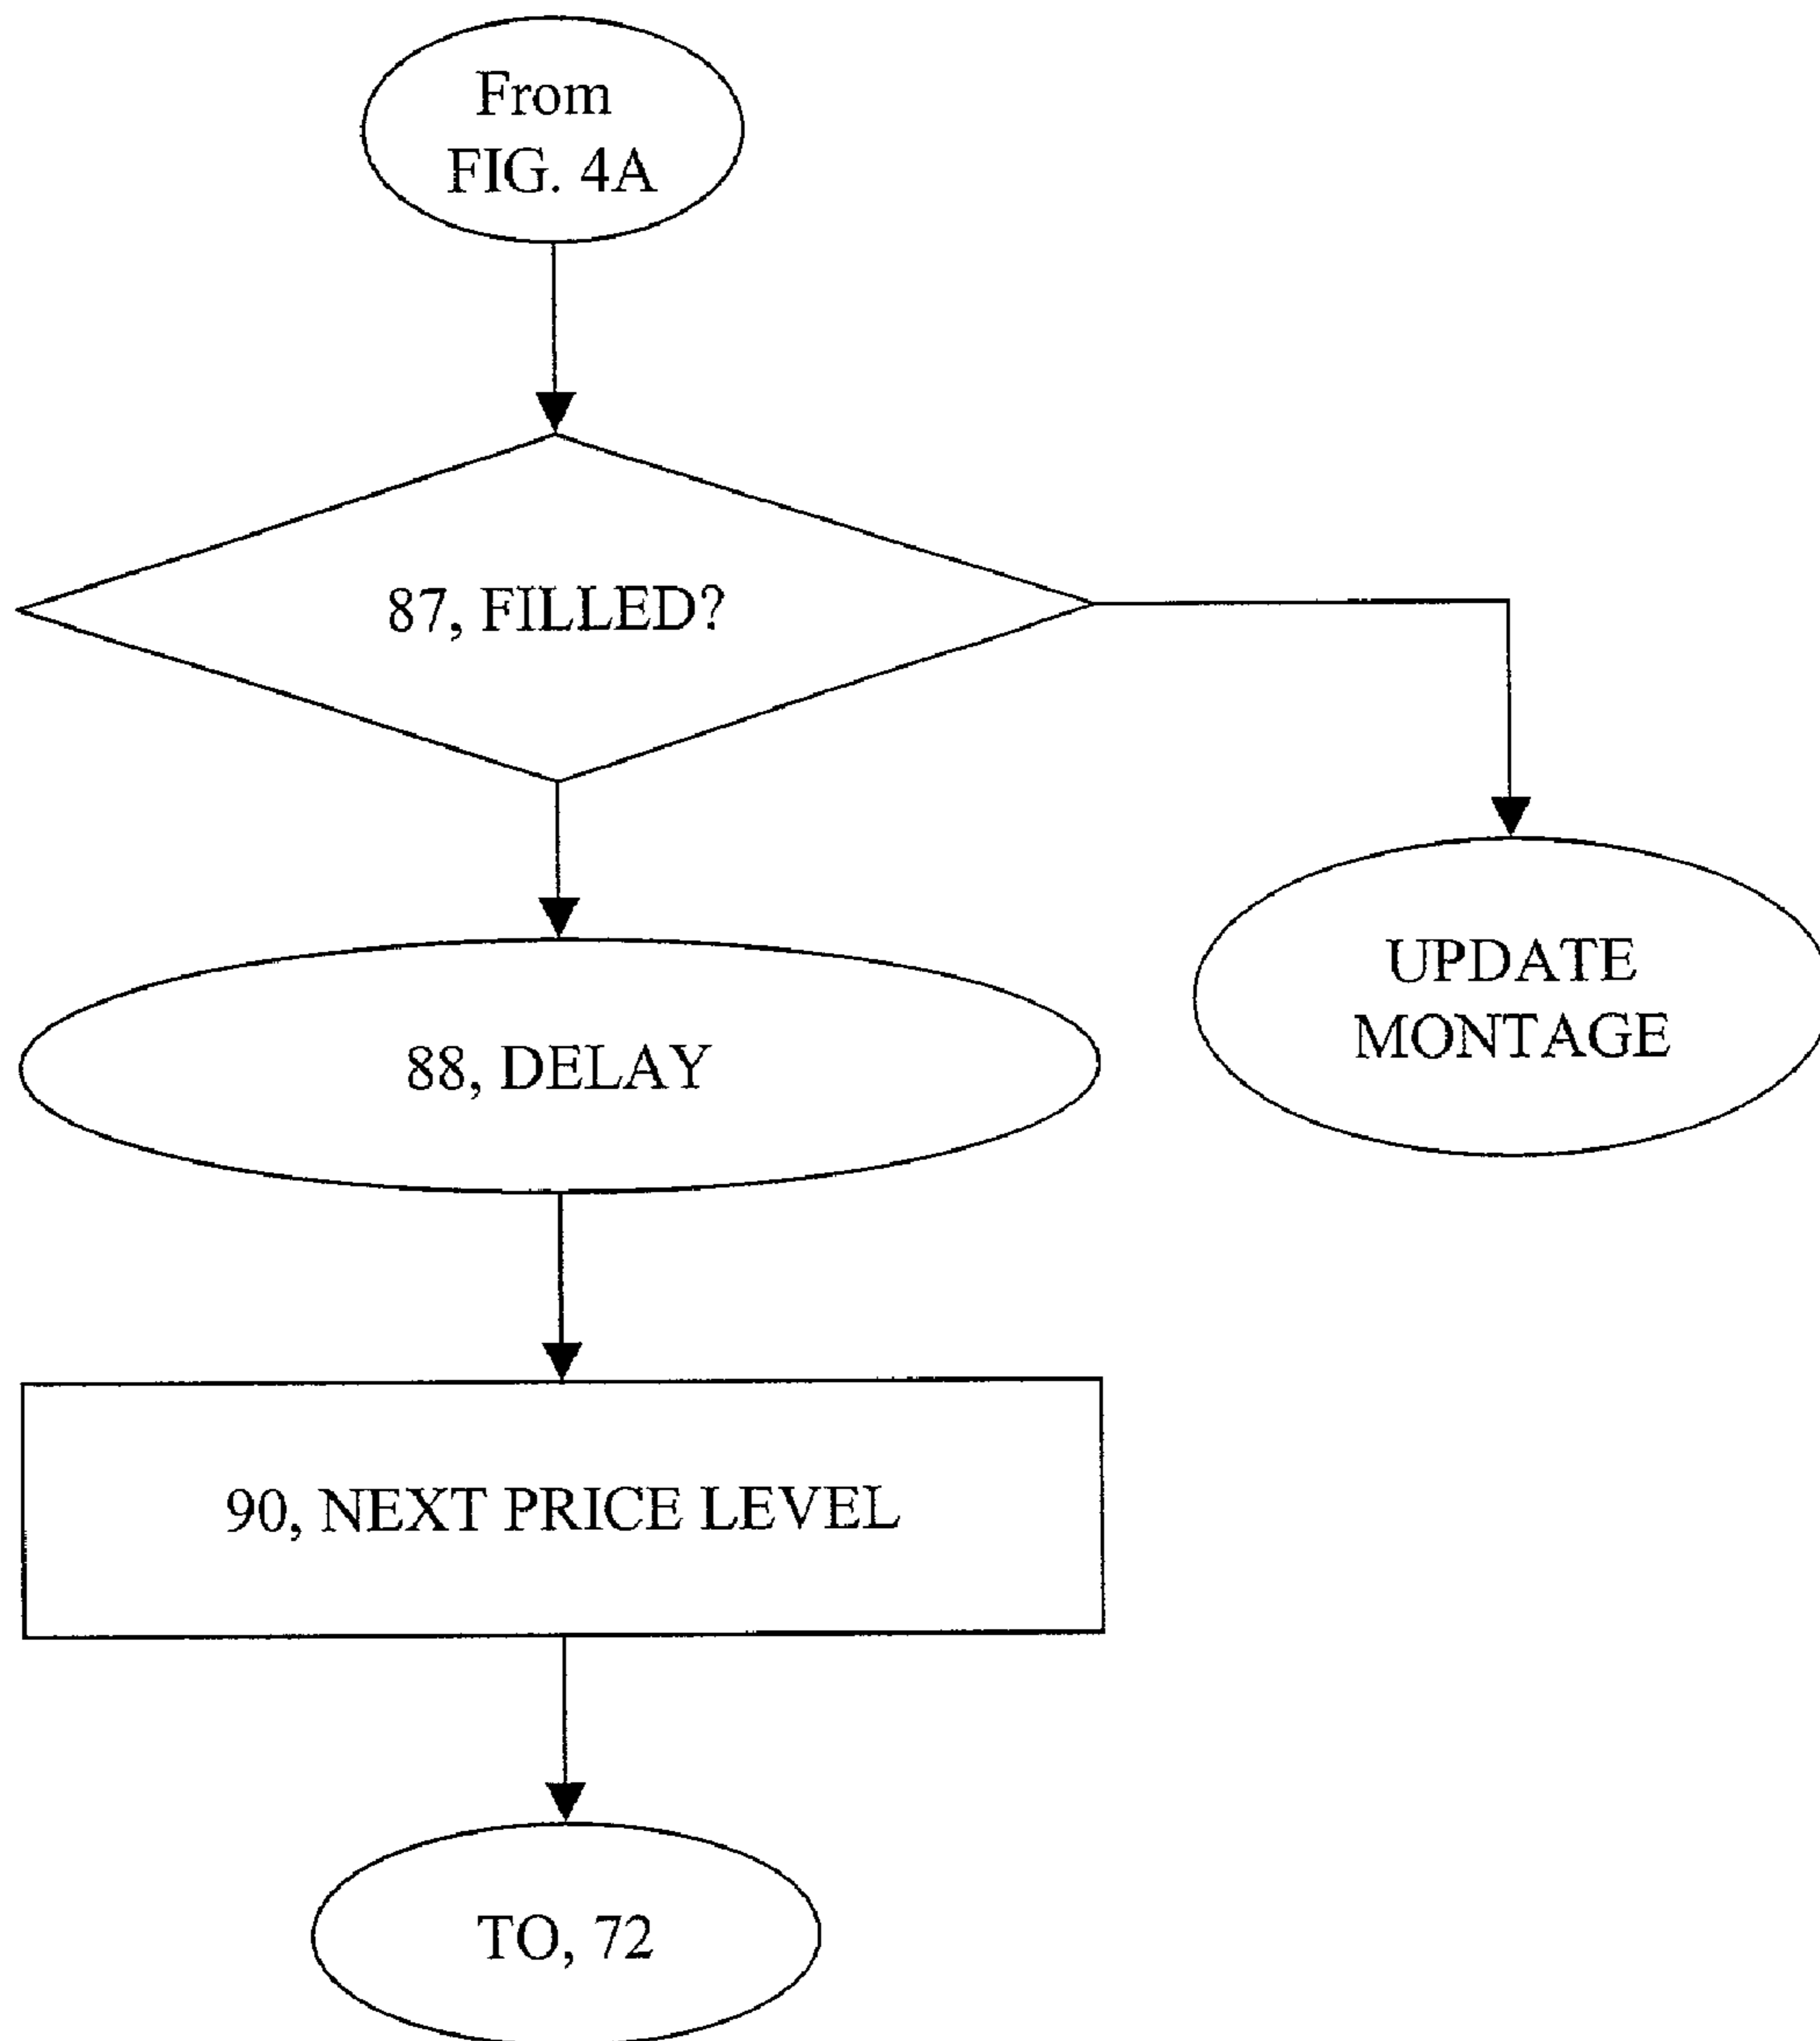 From
FIG. 4A
87, FILLED?
UPDATE
MONTAGE
88, DELAY
90, NEXT PRICE LEVEL
TO, 72